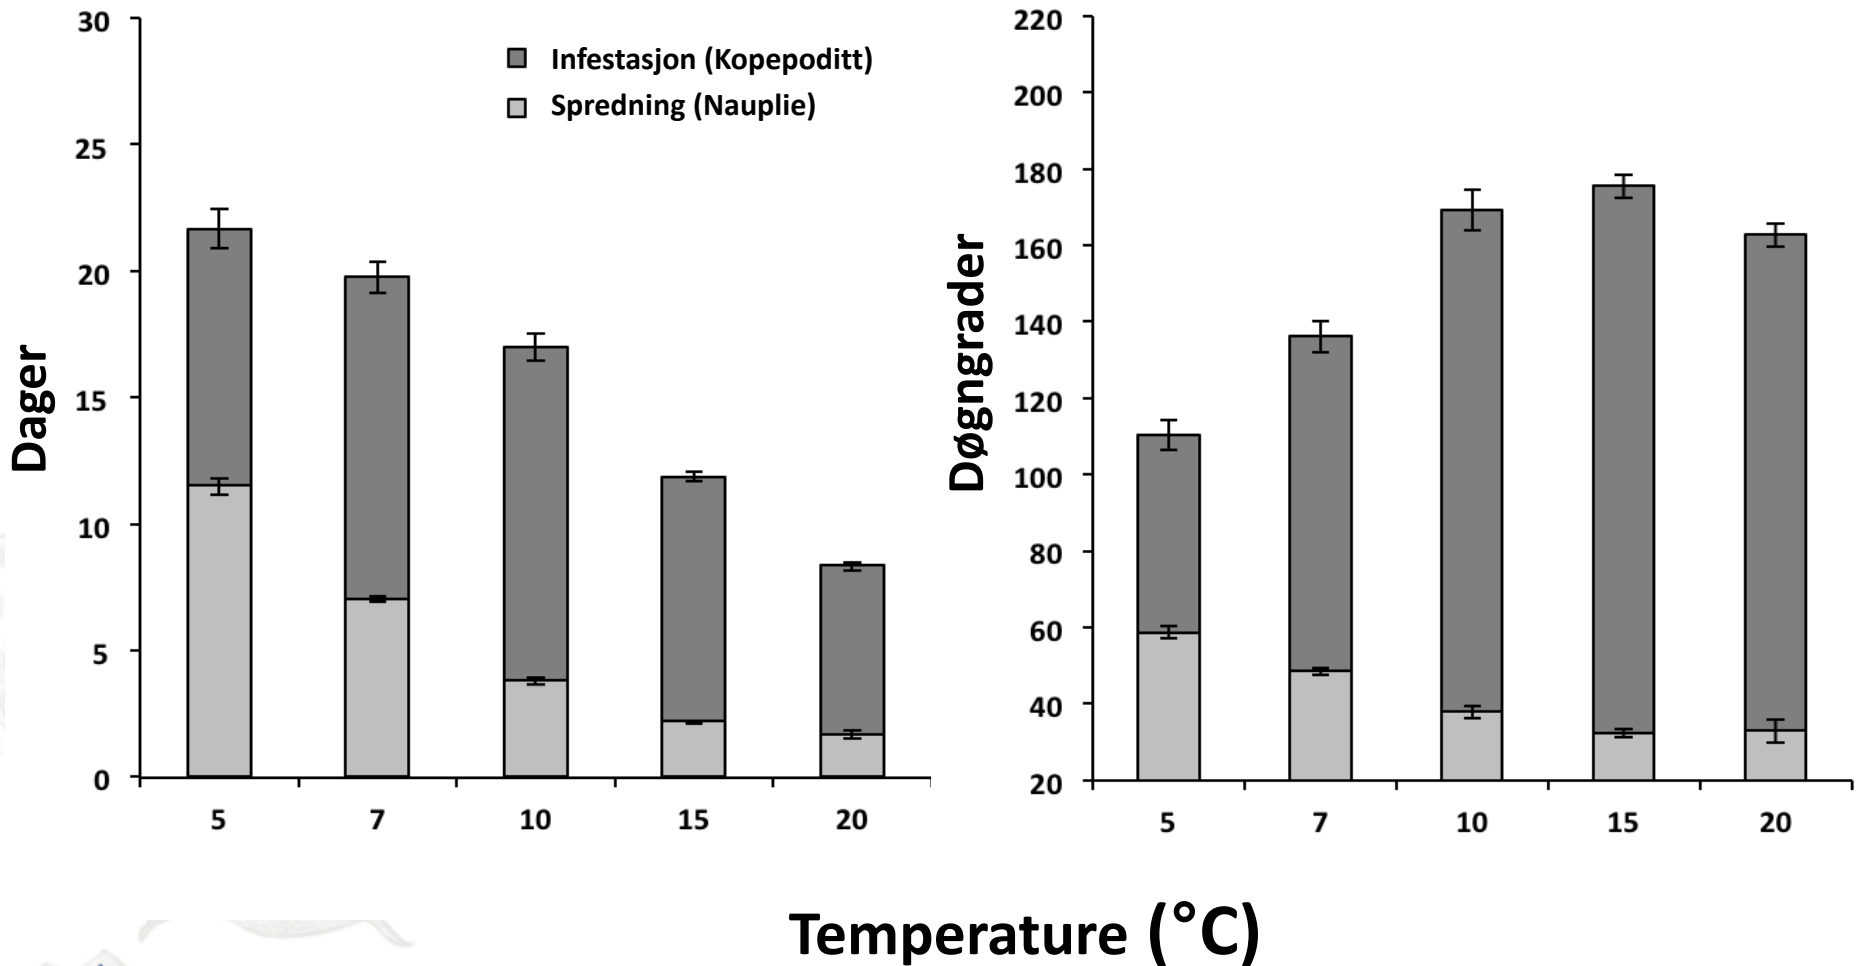 30
25
20
15
10
5
0
Dager
Infestasjon (Kopepoditt)
Spredning (Nauplie)
5 7 10 15 20
220
200
180
160
140
120
100
80
60
40
20
Døgngrader
5 7 10 15 20
Temperature (°C)